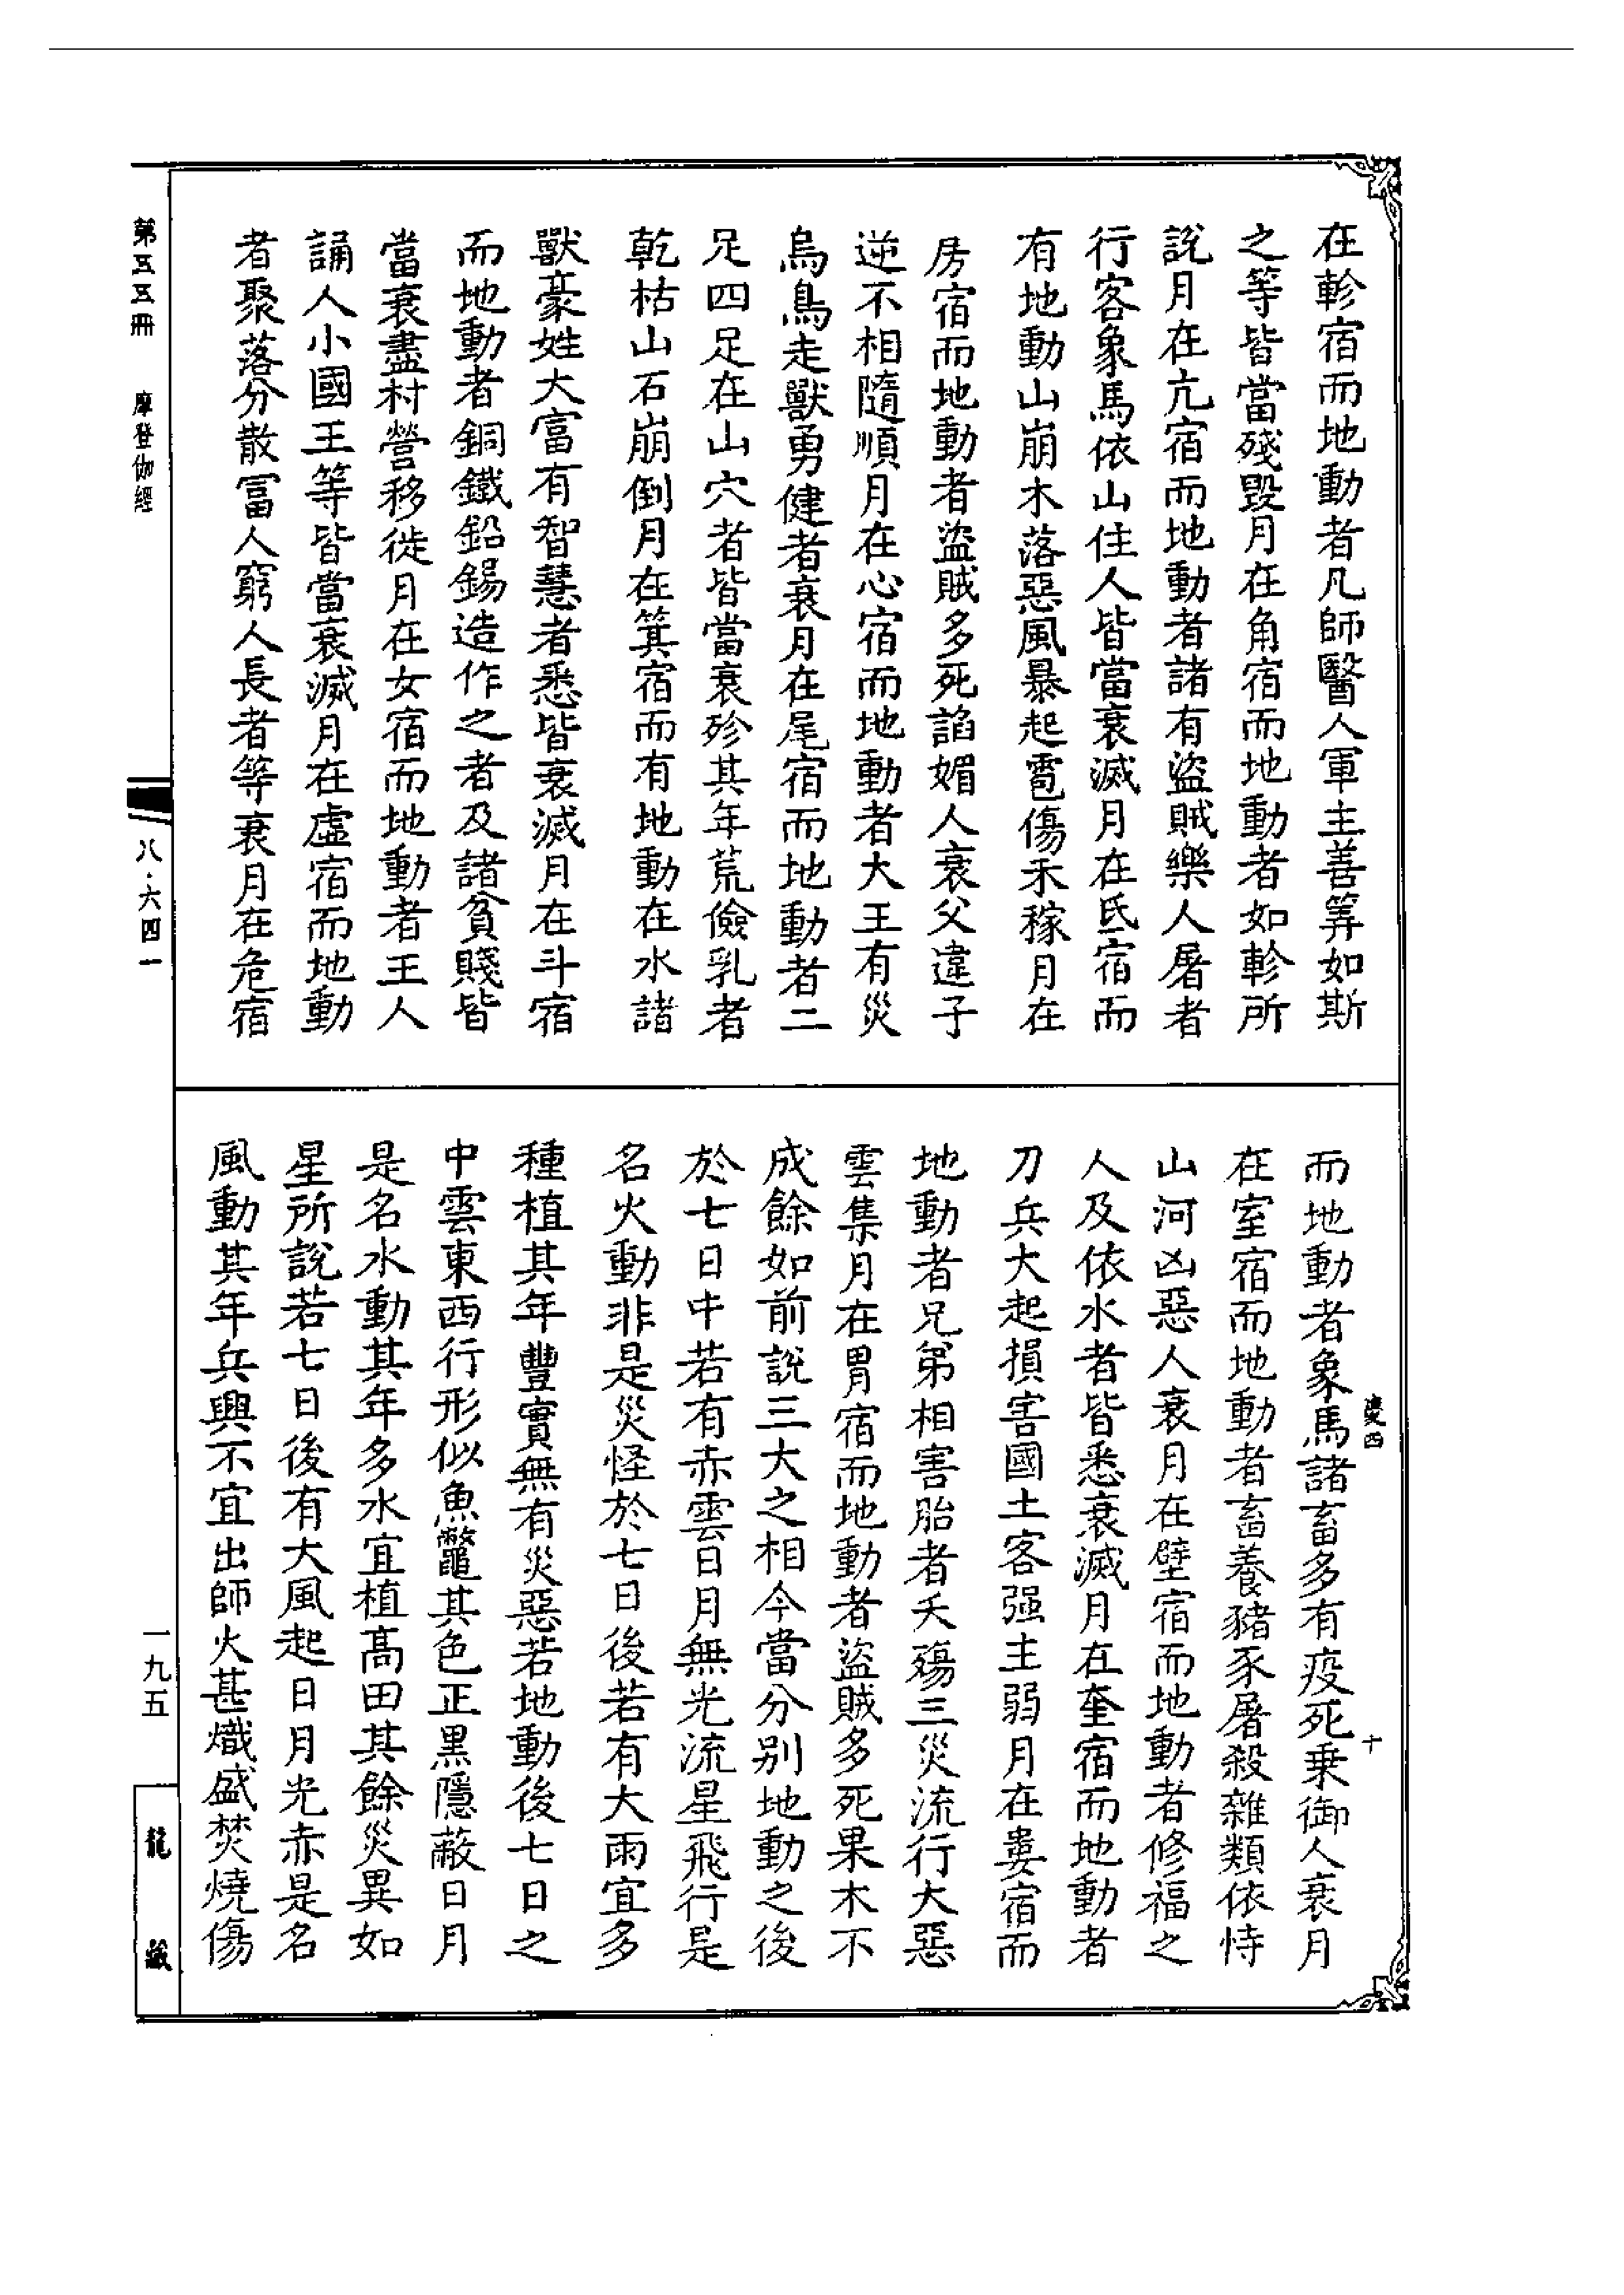 在軫宿而地動者凡師醫人軍主善筭如斯
之等皆當殘毀月在角宿而地動者如軫所
說月在亢宿而地動者諸有盜賊樂人屠者
行客象馬依山住人皆當衰滅月在氐宿而
有地動山崩木落惡風暴起雹傷禾稼月在
房宿而地動者盜賊多死諂媚人衰父違子
逆不相隨順月在心宿而地動者大王有災
烏鳥走獸勇健者衰月在尾宿而地動者二
足四足在山穴者皆當衰殄其年荒儉乳者
乾枯山石崩倒月在箕宿而有地動在水諸
獸豪姓大富有智慧者悉皆衰滅月在斗宿
而地動者銅鐵鉛錫造作之者及諸貧賤皆
當衰盡村營移徙月在女宿而地動者王人
誦人小國王等皆當衰滅月在虛宿而地動
者聚落分散富人窮人長者等衰月在危宿
而地動者象馬諸畜多有疫死乗御人衰月
在室宿而地動者畜養豬豕屠殺雜類依恃
山河凶惡人衰月在壁宿而地動者修福之
人及依水者皆悉衰滅月在奎宿而地動者
刀兵大起損害國土客强主弱月在婁宿而
地動者兄弟相害胎者夭殤三災流行大惡
雲集月在胃宿而地動者盜賊多死果木不
成餘如前說三大之相今當分别地動之後
於七日中若有赤雲日月無光流星飛行是
名火動非是災怪於七日後若有大雨宜多
種植其年豐實無有災惡若地動後七日之
中雲東西行形似魚鼈其色正黑隱蔽日月
是名水動其年多水宜植高田其餘災異如
星所說若七日後有大風起日月光赤是名
風動其年兵興不宜出師火甚熾盛焚燒傷
四
十
第五五冊 摩登伽經
八·六四一
一九五
龍藏